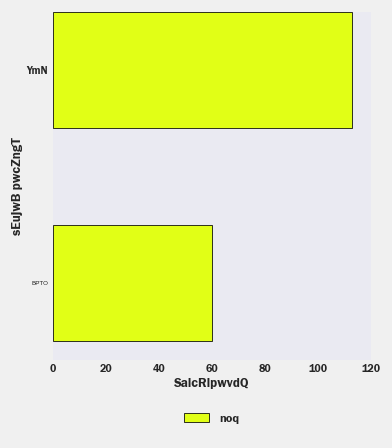 YmN
sEuJwB pwcZngT
BPTO
0 20 40 60 80 100 120
SalcRlpwvdQ
noq